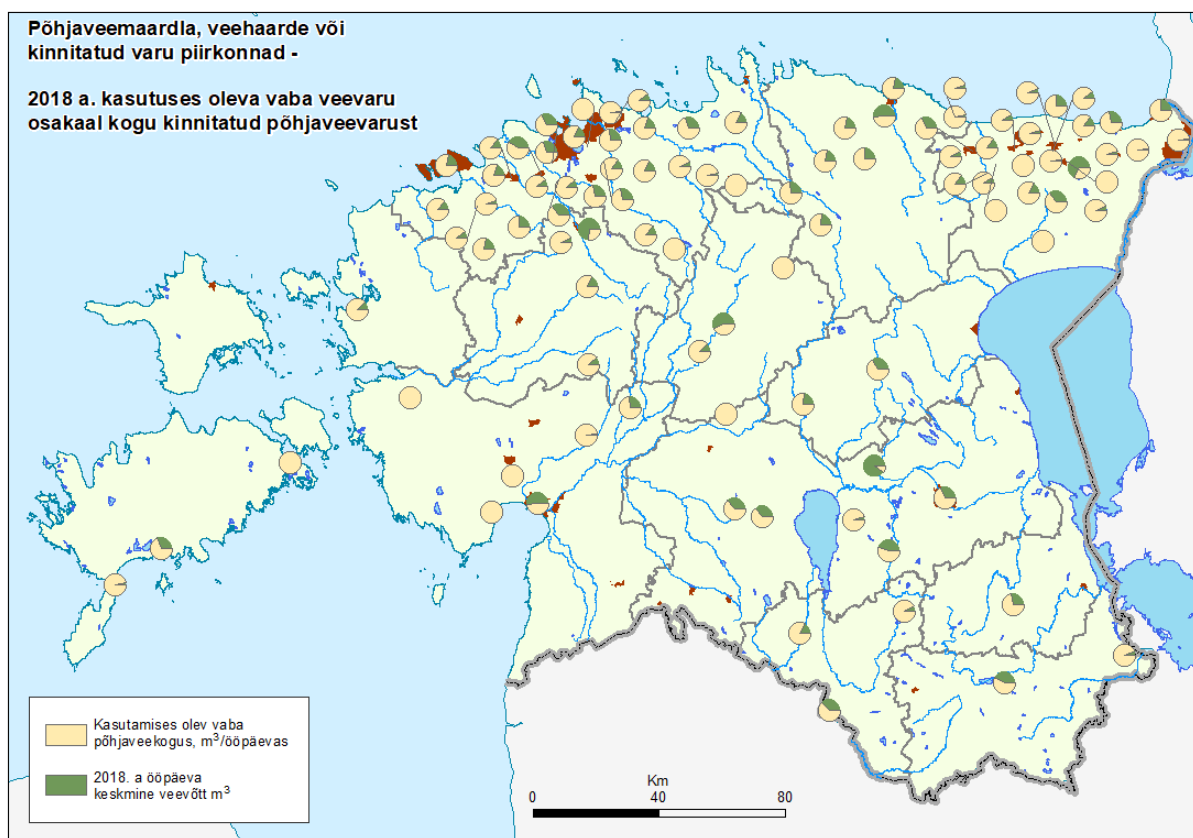 Põhjaveemaardla, veehaarde või
kinnitatud varu piirkonnad -
2018 a. kasutuses oleva vaba veevaru
osakaal kogu kinnitatud põhjaveevarust
Kasutamises olev vaba
põhjaveekogus, m³/ööpäevas
2018. a ööpäeva
keskmine veevõtt m³
Km
0 40 80